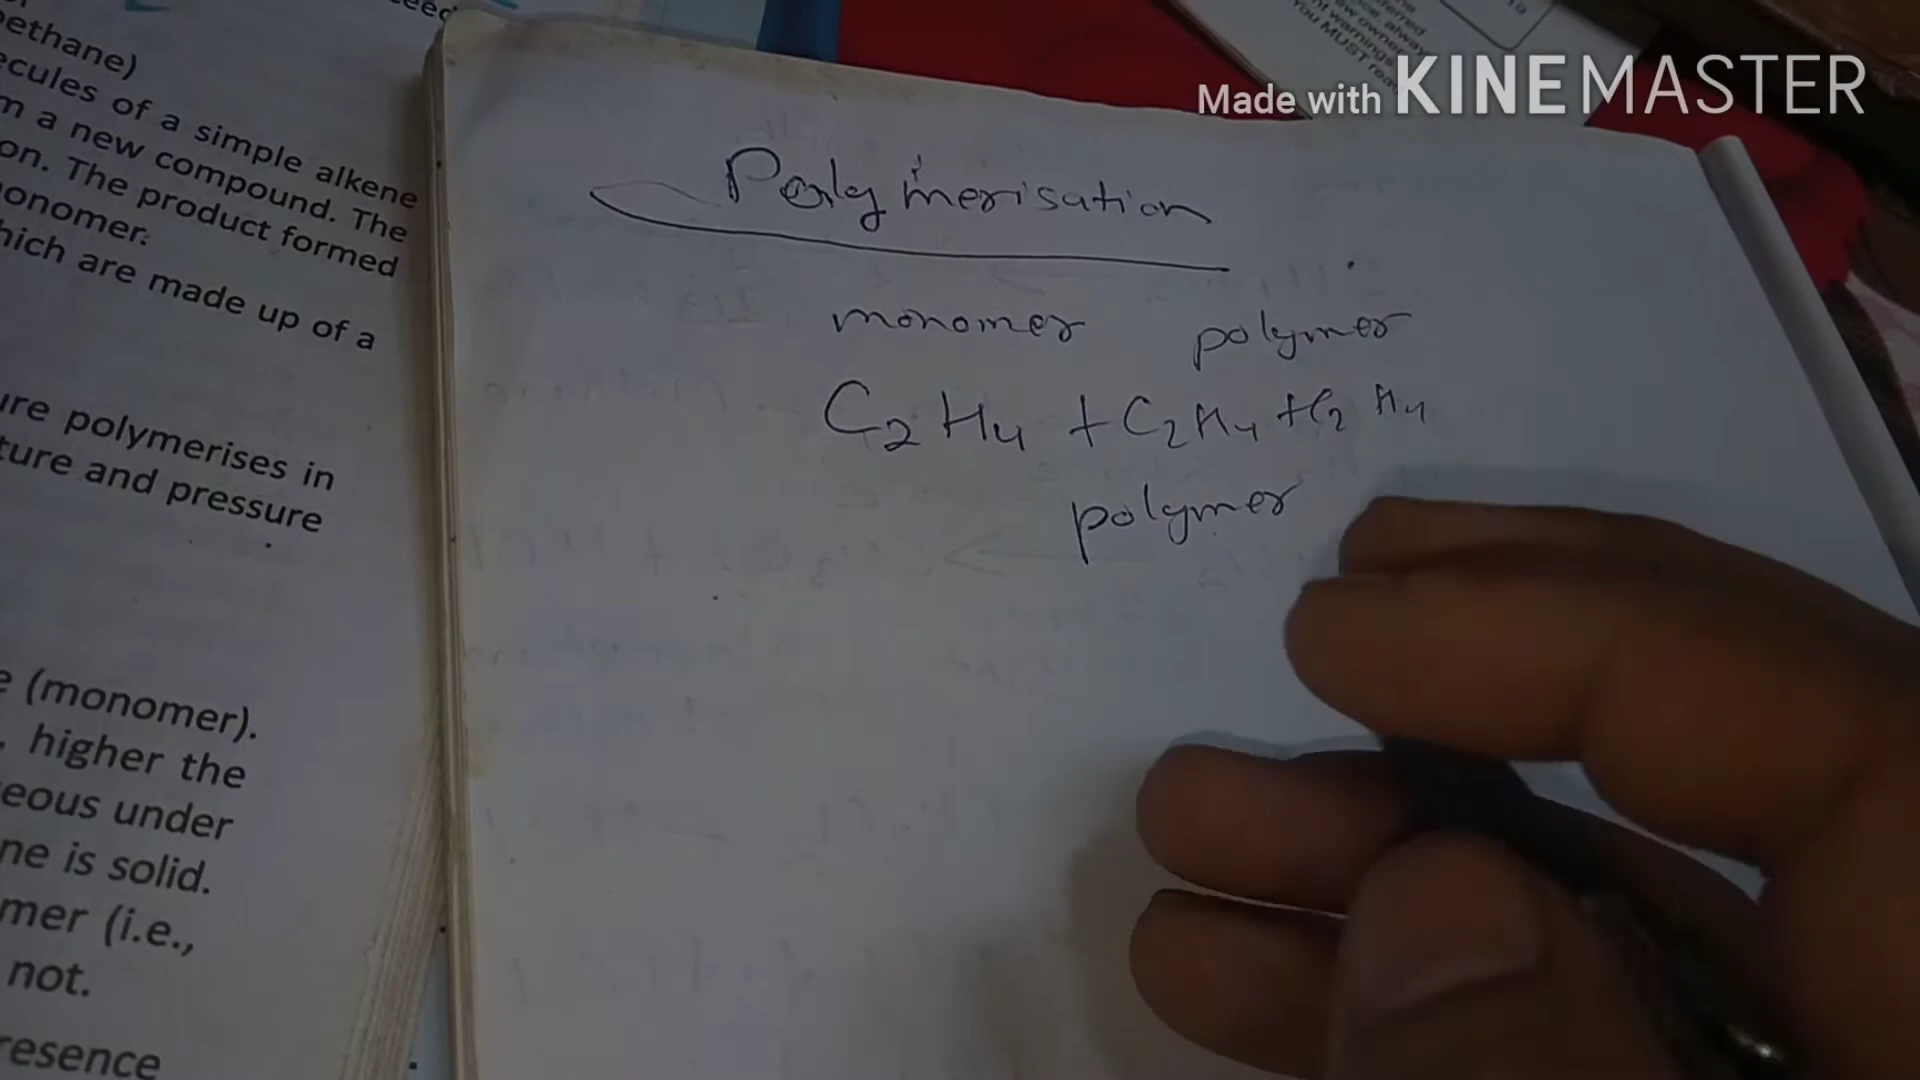 Made with KINEMASTER
ethane)
ecules of a simple alkene
m a new compound. The
on. The product formed
onomer.
hich are made up of a
ure polymerises in
ture and pressure
e (monomer).
, higher the
eous under
ne is solid.
mer (i.e.,
not.
resence
Polymerisation
monomer polymer
C2H4 + C2H4 + C2H4
polymer
You MUST